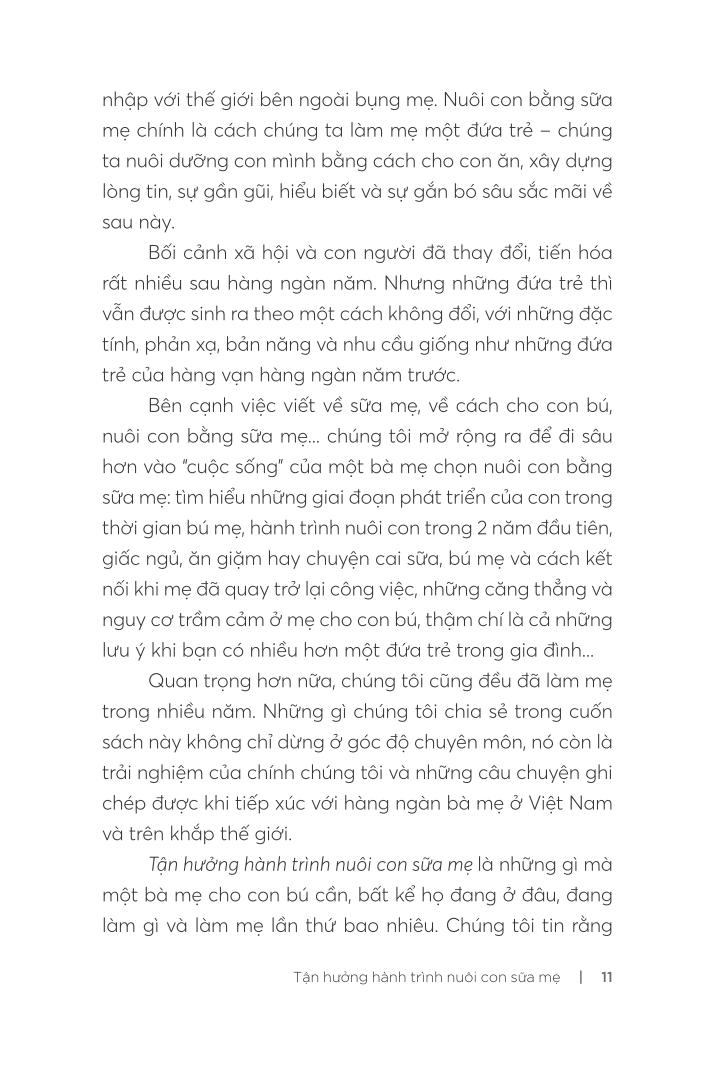 nhập với thế giới bên ngoài bụng mẹ. Nuôi con bằng sữa
mẹ chính là cách chúng ta làm mẹ một đứa trẻ – chúng
ta nuôi dưỡng con mình bằng cách cho con ăn, xây dựng
lòng tin, sự gần gũi, hiểu biết và sự gắn bó sâu sắc mãi về
sau này.
Bối cảnh xã hội và con người đã thay đổi, tiến hóa
rất nhiều sau hàng ngàn năm. Nhưng những đứa trẻ thì
vẫn được sinh ra theo một cách không đổi, với những đặc
tính, phản xạ, bản năng và nhu cầu giống như những đứa
trẻ của hàng vạn hàng ngàn năm trước.
Bên cạnh việc viết về sữa mẹ, về cách cho con bú,
nuôi con bằng sữa mẹ... chúng tôi mở rộng ra để đi sâu
hơn vào “cuộc sống” của một bà mẹ chọn nuôi con bằng
sữa mẹ: tìm hiểu những giai đoạn phát triển của con trong
thời gian bú mẹ, hành trình nuôi con trong 2 năm đầu tiên,
giấc ngủ, ăn giặm hay chuyện cai sữa, bú mẹ và cách kết
nối khi mẹ đã quay trở lại công việc, những căng thẳng và
nguy cơ trầm cảm ở mẹ cho con bú, thậm chí là cả những
lưu ý khi bạn có nhiều hơn một đứa trẻ trong gia đình...
Quan trọng hơn nữa, chúng tôi cũng đều đã làm mẹ
trong nhiều năm. Những gì chúng tôi chia sẻ trong cuốn
sách này không chỉ dừng ở góc độ chuyên môn, nó còn là
trải nghiệm của chính chúng tôi và những câu chuyện ghi
chép được khi tiếp xúc với hàng ngàn bà mẹ ở Việt Nam
và trên khắp thế giới.
Tận hưởng hành trình nuôi con sữa mẹ là những gì mà
một bà mẹ cho con bú cần, bất kể họ đang ở đâu, đang
làm gì và làm mẹ lần thứ bao nhiêu. Chúng tôi tin rằng
Tận hưởng hành trình nuôi con sữa mẹ | 11